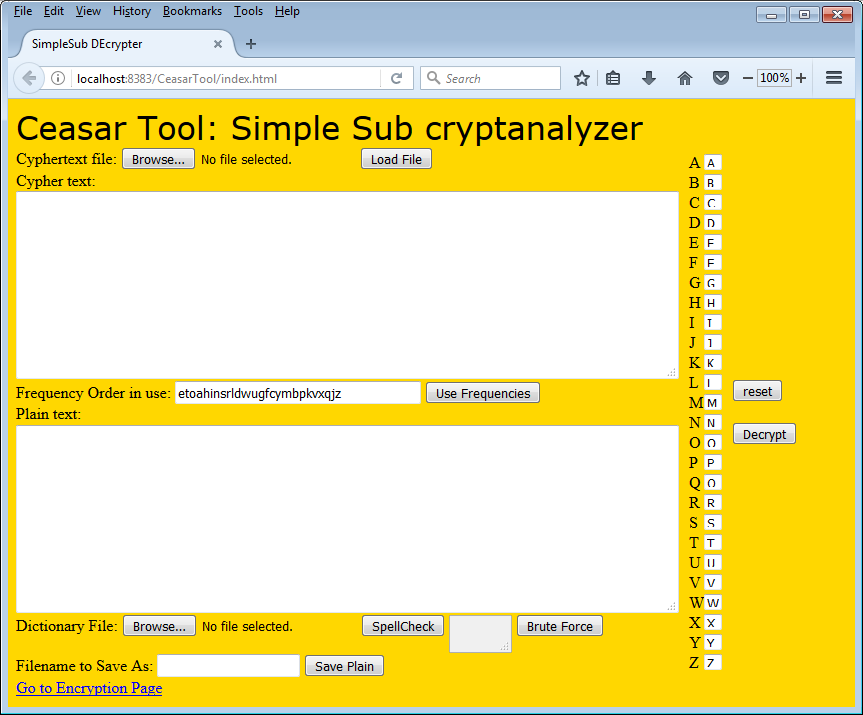 File Edit View History Bookmarks Tools Help
SimpleSub DEcrypter
localhost:8383/CeasarTool/index.html
Search
100%
Ceasar Tool: Simple Sub cryptanalyzer
Cyphertext file: Browse... No file selected. Load File
Cypher text:
Frequency Order in use: etoahinsrldwugfcymbpkvxqjz Use Frequencies
Plain text:
Dictionary File: Browse... No file selected. SpellCheck Brute Force
Filename to Save As: Save Plain
Go to Encryption Page
A A
B B
C C
D D
E E
F F
G G
H H
I I
J J
K K
L L
M M
N N
O O
P P
Q Q
R R
S S
T T
U U
V V
W W
X X
Y Y
Z Z
reset
Decrypt